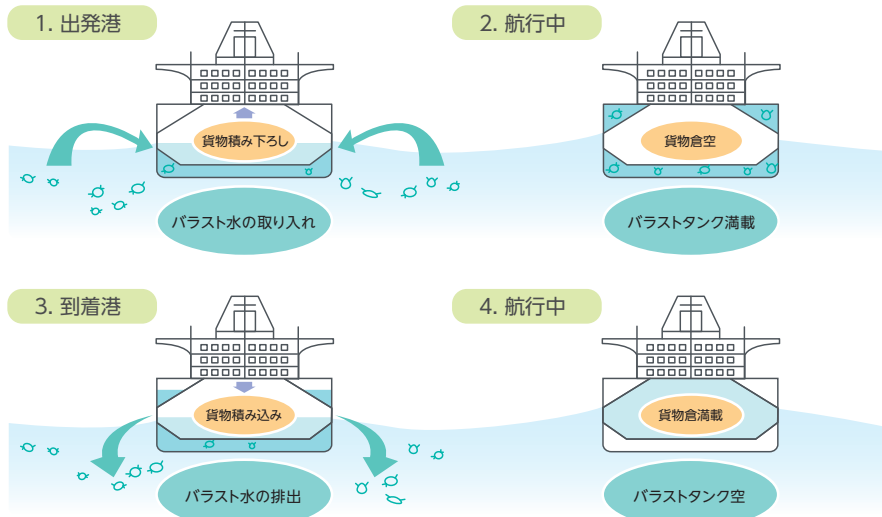 1. 出発港
貨物積み下ろし
バラスト水の取り入れ
2. 航行中
貨物倉空
バラストタンク満載
3. 到着港
貨物積み込み
バラスト水の排出
4. 航行中
貨物倉満載
バラストタンク空